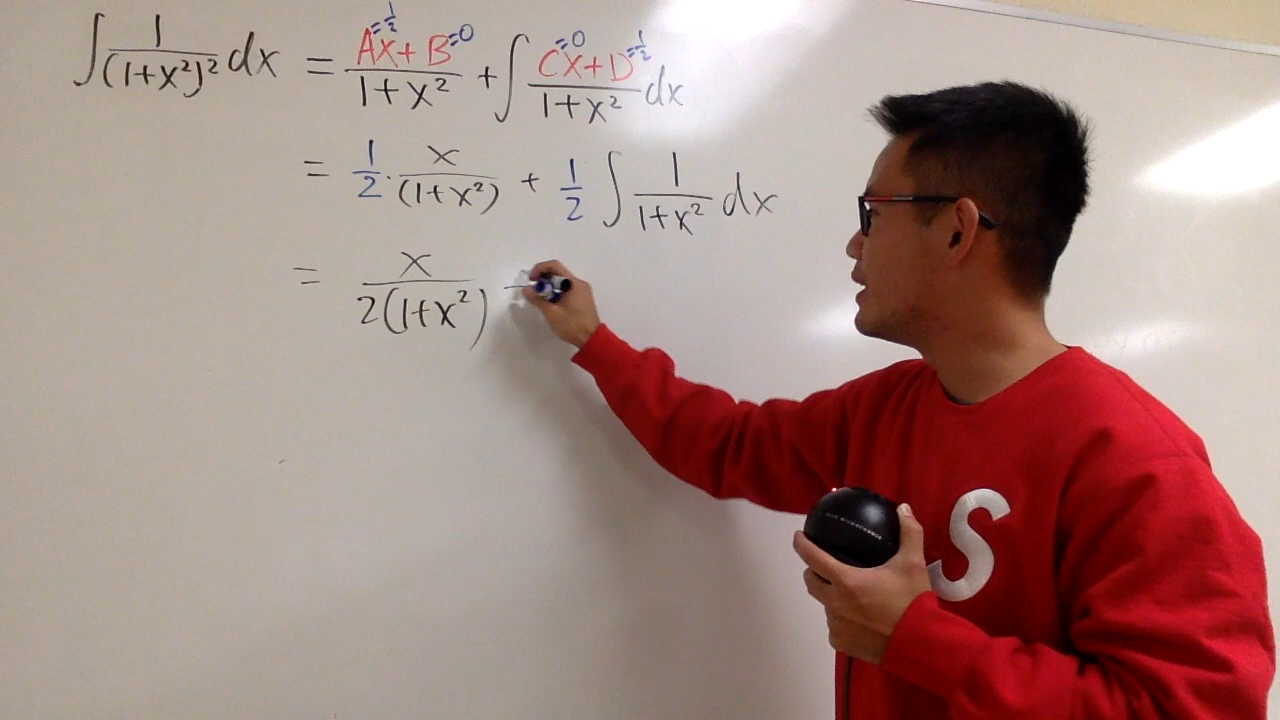 ∫ 1/(1+x²)² dx = (Ax + B)/(1+x²) + ∫ (Cx+D)/(1+x²) dx
=½ =0 =0 =½
= 1/2 · x/(1+x²) + 1/2 ∫ 1/(1+x²) dx
= x/(2(1+x²))
S